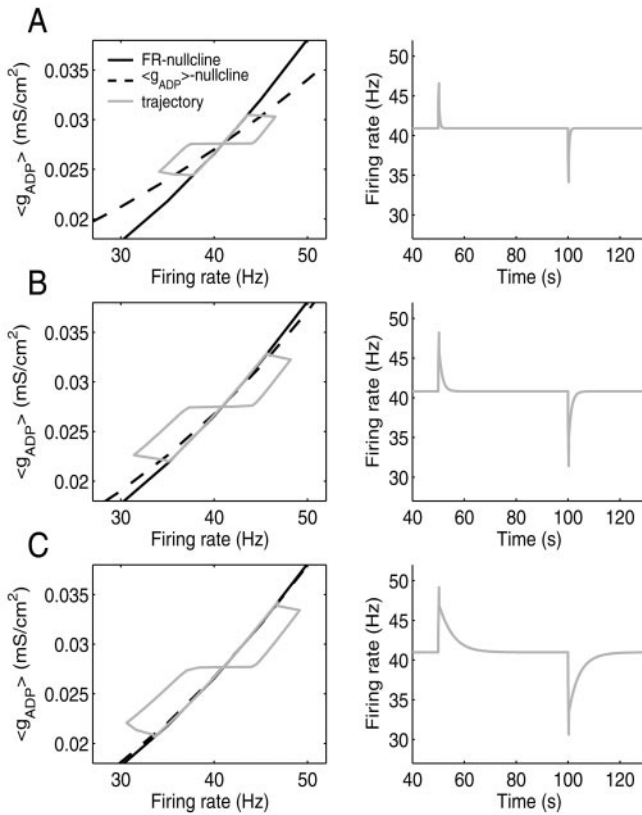 A
0.035
0.03
0.025
0.02
<g_ADP> (mS/cm²)
FR-nullcline
<g_ADP>-nullcline
trajectory
30 40 50
Firing rate (Hz)
50
45
40
35
30
Firing rate (Hz)
40 60 80 100 120
Time (s)
B
0.035
0.03
0.025
0.02
<g_ADP> (mS/cm²)
30 40 50
Firing rate (Hz)
50
45
40
35
30
Firing rate (Hz)
40 60 80 100 120
Time (s)
C
0.035
0.03
0.025
0.02
<g_ADP> (mS/cm²)
30 40 50
Firing rate (Hz)
50
45
40
35
30
Firing rate (Hz)
40 60 80 100 120
Time (s)